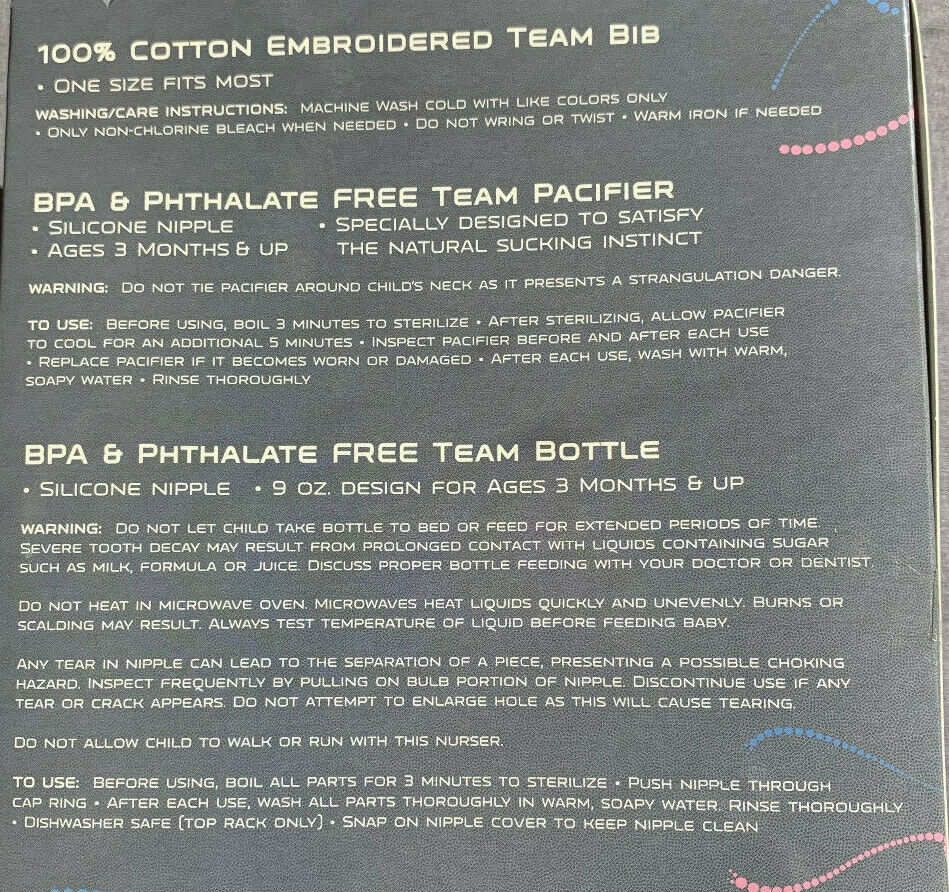 100% COTTON EMBROIDERED TEAM BIB
• ONE SIZE FITS MOST
WASHING/CARE INSTRUCTIONS: MACHINE WASH COLD WITH LIKE COLORS ONLY
• ONLY NON-CHLORINE BLEACH WHEN NEEDED • DO NOT WRING OR TWIST • WARM IRON IF NEEDED
BPA & PHTHALATE FREE TEAM PACIFIER
• SILICONE NIPPLE • SPECIALLY DESIGNED TO SATISFY
• AGES 3 MONTHS & UP THE NATURAL SUCKING INSTINCT
WARNING: DO NOT TIE PACIFIER AROUND CHILD'S NECK AS IT PRESENTS A STRANGULATION DANGER.
TO USE: BEFORE USING, BOIL 3 MINUTES TO STERILIZE • AFTER STERILIZING, ALLOW PACIFIER
TO COOL FOR AN ADDITIONAL 5 MINUTES • INSPECT PACIFIER BEFORE AND AFTER EACH USE
• REPLACE PACIFIER IF IT BECOMES WORN OR DAMAGED • AFTER EACH USE, WASH WITH WARM,
SOAPY WATER • RINSE THOROUGHLY
BPA & PHTHALATE FREE TEAM BOTTLE
• SILICONE NIPPLE • 9 OZ. DESIGN FOR AGES 3 MONTHS & UP
WARNING: DO NOT LET CHILD TAKE BOTTLE TO BED OR FEED FOR EXTENDED PERIODS OF TIME.
SEVERE TOOTH DECAY MAY RESULT FROM PROLONGED CONTACT WITH LIQUIDS CONTAINING SUGAR
SUCH AS MILK, FORMULA OR JUICE. DISCUSS PROPER BOTTLE FEEDING WITH YOUR DOCTOR OR DENTIST.
DO NOT HEAT IN MICROWAVE OVEN. MICROWAVES HEAT LIQUIDS QUICKLY AND UNEVENLY. BURNS OR
SCALDING MAY RESULT. ALWAYS TEST TEMPERATURE OF LIQUID BEFORE FEEDING BABY.
ANY TEAR IN NIPPLE CAN LEAD TO THE SEPARATION OF A PIECE, PRESENTING A POSSIBLE CHOKING
HAZARD. INSPECT FREQUENTLY BY PULLING ON BULB PORTION OF NIPPLE. DISCONTINUE USE IF ANY
TEAR OR CRACK APPEARS. DO NOT ATTEMPT TO ENLARGE HOLE AS THIS WILL CAUSE TEARING.
DO NOT ALLOW CHILD TO WALK OR RUN WITH THIS NURSER.
TO USE: BEFORE USING, BOIL ALL PARTS FOR 3 MINUTES TO STERILIZE • PUSH NIPPLE THROUGH
CAP RING • AFTER EACH USE, WASH ALL PARTS THOROUGHLY IN WARM, SOAPY WATER. RINSE THOROUGHLY
• DISHWASHER SAFE (TOP RACK ONLY) • SNAP ON NIPPLE COVER TO KEEP NIPPLE CLEAN